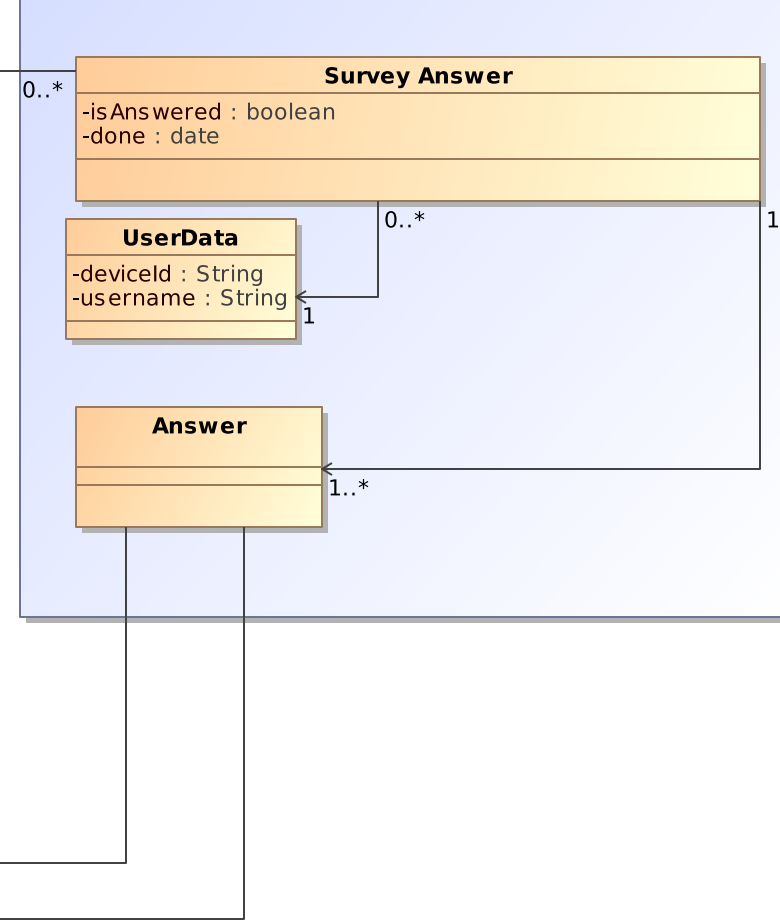 Survey Answer
0..*
-isAnswered : boolean
-done : date
0..*
1
UserData
-deviceId : String
-username : String
1
Answer
1..*